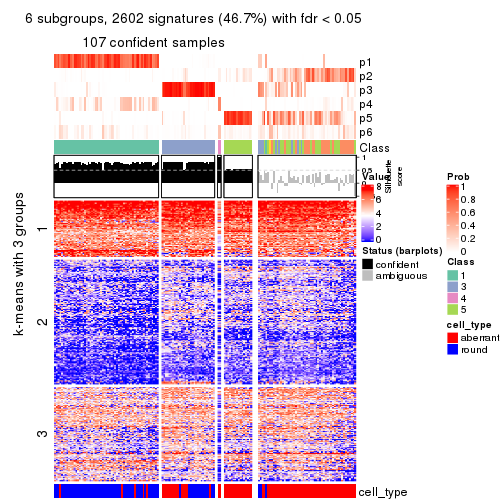 6 subgroups, 2602 signatures (46.7%) with fdr < 0.05
107 confident samples
p1
p2
p3
p4
p5
p6
Class
1
0.5
0
Silhouette
score
k-means with 3 groups
1
2
3
cell_type
Value
8
6
4
2
0
Status (barplots)
confident
ambiguous
Prob
1
0.8
0.6
0.4
0.2
0
Class
1
3
4
5
cell_type
aberrant
round